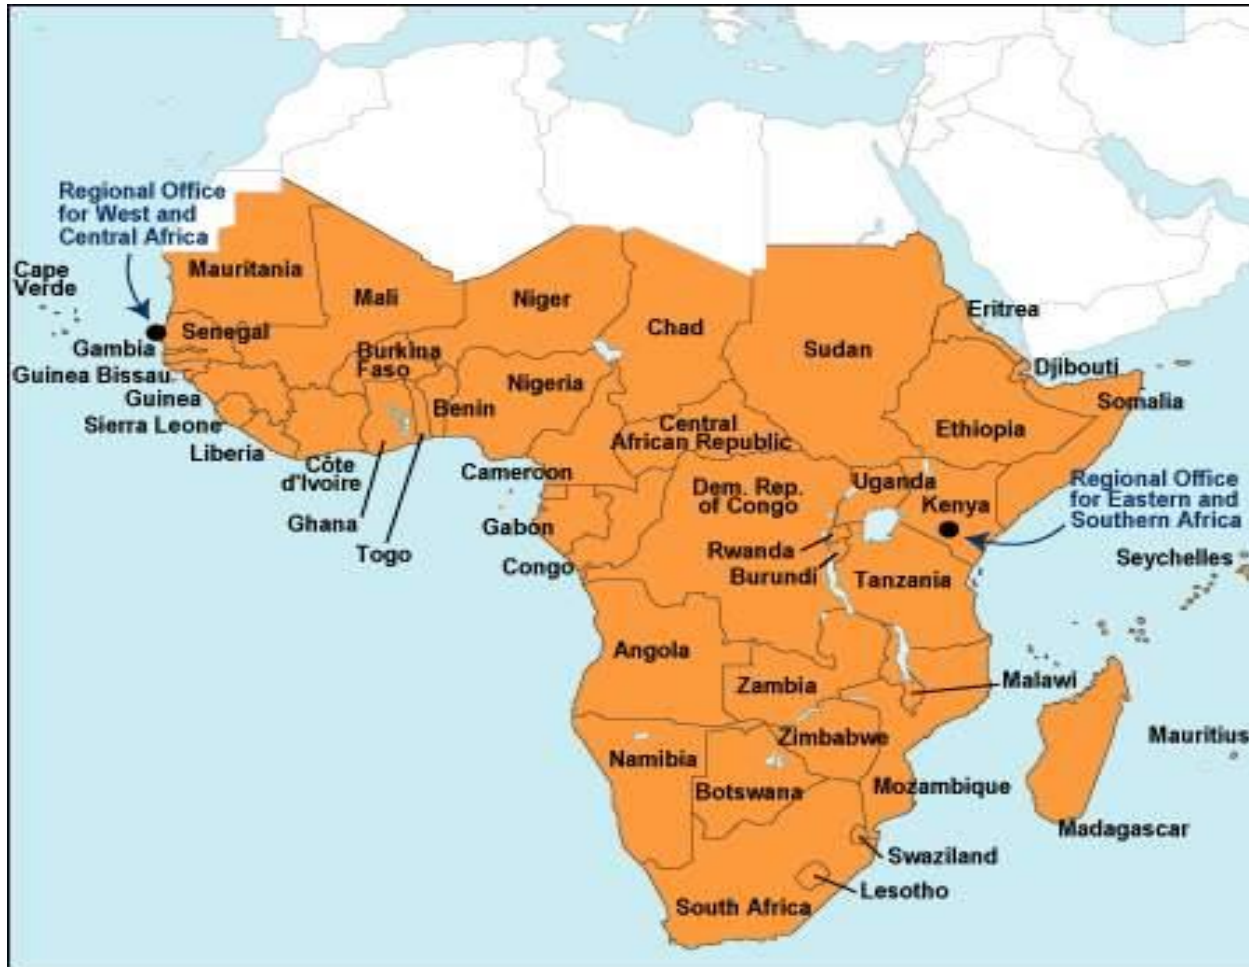 Regional Office
for West and
Central Africa
Cape
Verde
Mauritania
Mali
Niger
Chad
Sudan
Eritrea
Senegal
Gambia
Guinea Bissau
Guinea
Sierra Leone
Liberia
Côte
d'Ivoire
Ghana
Togo
Burkina
Faso
Benin
Nigeria
Cameroon
Central
African Republic
Djibouti
Somalia
Ethiopia
Uganda
Kenya
Regional Office
for Eastern and
Southern Africa
Dem. Rep.
of Congo
Gabon
Congo
Rwanda
Burundi
Tanzania
Seychelles
Angola
Zambia
Malawi
Zimbabwe
Mauritius
Namibia
Botswana
Mozambique
Madagascar
Swaziland
Lesotho
South Africa